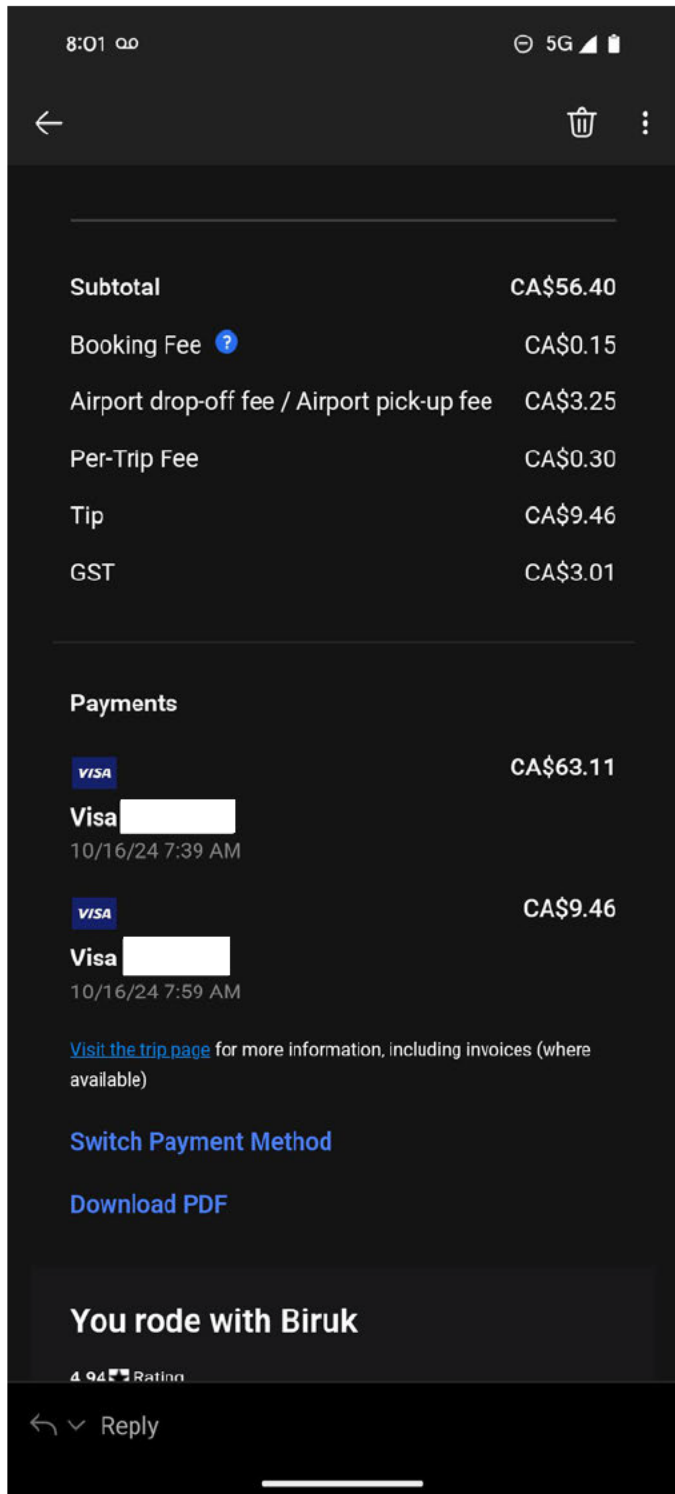 8:01
5G
Subtotal CA$56.40
Booking Fee ? CA$0.15
Airport drop-off fee / Airport pick-up fee CA$3.25
Per-Trip Fee CA$0.30
Tip CA$9.46
GST CA$3.01
Payments
VISA CA$63.11
Visa
10/16/24 7:39 AM
VISA CA$9.46
Visa
10/16/24 7:59 AM
Visit the trip page for more information, including invoices (where
available)
Switch Payment Method
Download PDF
You rode with Biruk
4.94 Rating
Reply